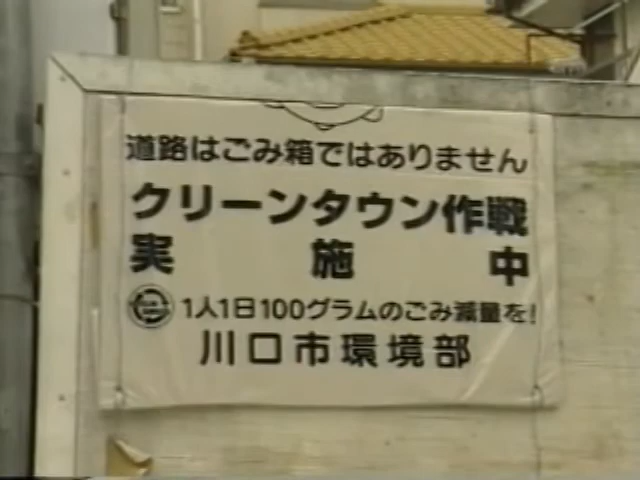 道路はごみ箱ではありません
クリーンタウン作戦
実施中
1人1日100グラムのごみ減量を!
川口市環境部